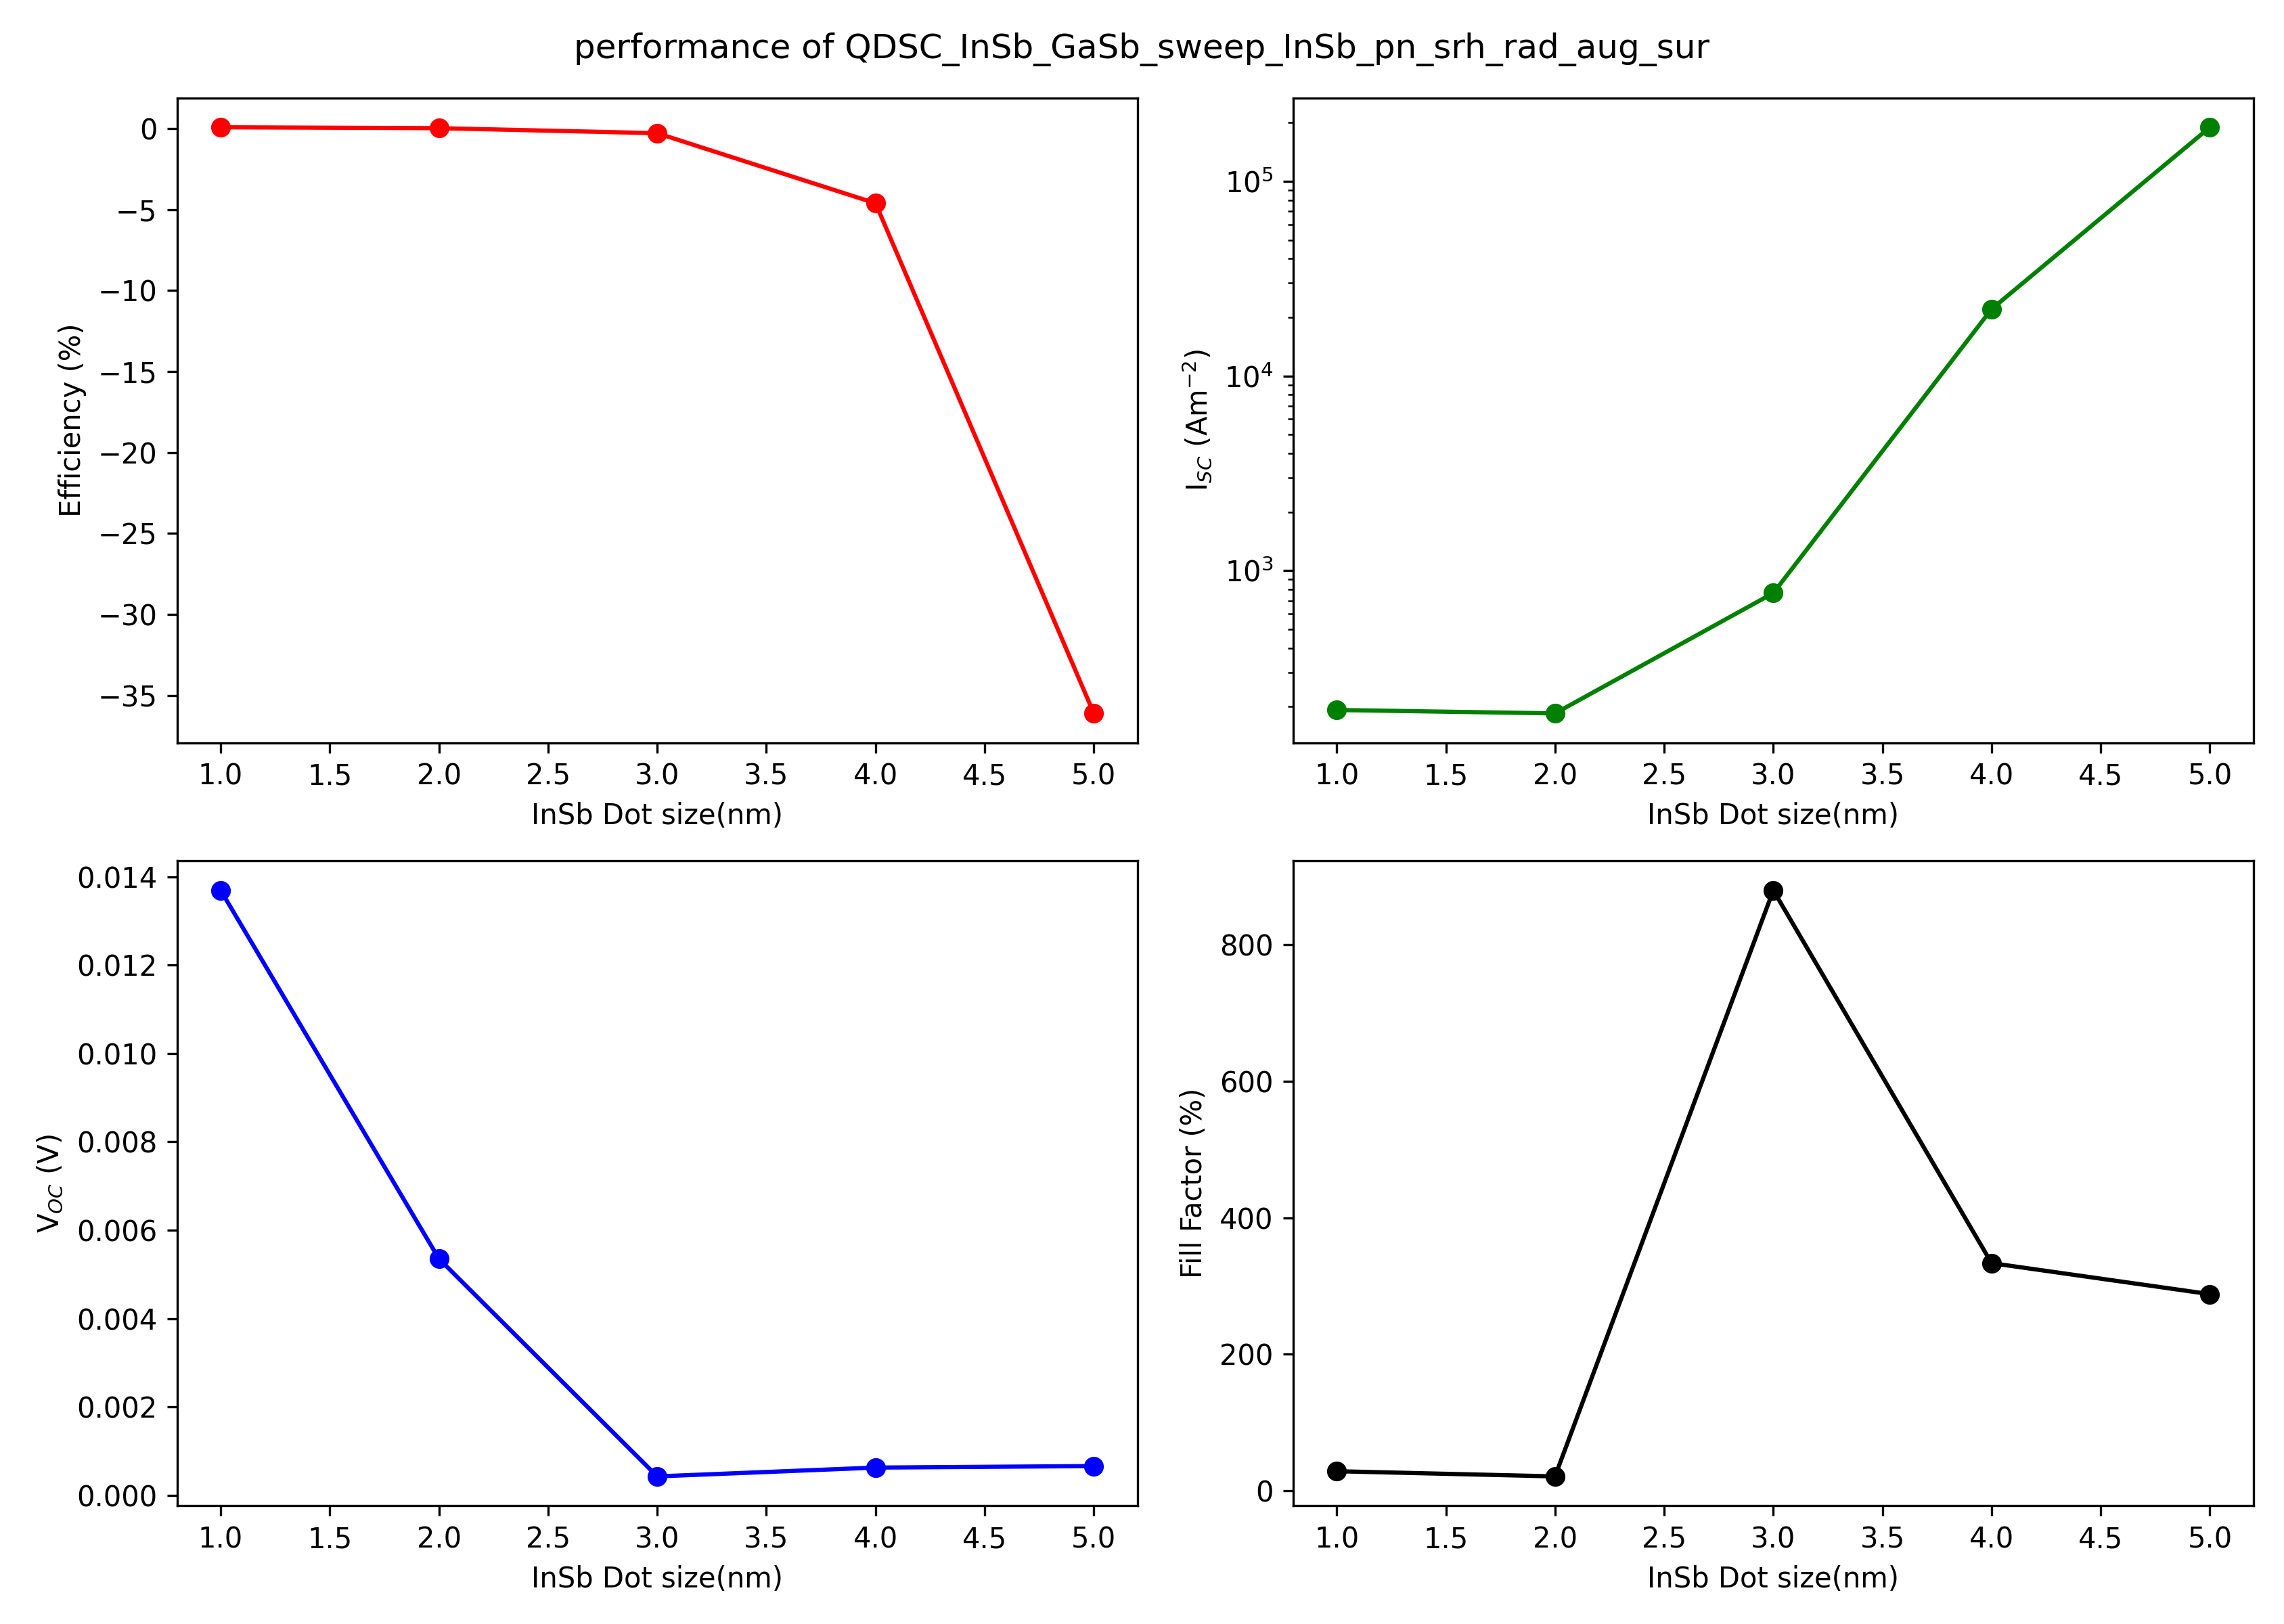 performance of QDSC_InSb_GaSb_sweep_InSb_pn_srh_rad_aug_sur
Efficiency (%)
0
−5
−10
−15
−20
−25
−30
−35
1.0 1.5 2.0 2.5 3.0 3.5 4.0 4.5 5.0
InSb Dot size(nm)
I_SC (Am⁻²)
10⁵
10⁴
10³
1.0 1.5 2.0 2.5 3.0 3.5 4.0 4.5 5.0
InSb Dot size(nm)
V_OC (V)
0.014
0.012
0.010
0.008
0.006
0.004
0.002
0.000
1.0 1.5 2.0 2.5 3.0 3.5 4.0 4.5 5.0
InSb Dot size(nm)
Fill Factor (%)
800
600
400
200
0
1.0 1.5 2.0 2.5 3.0 3.5 4.0 4.5 5.0
InSb Dot size(nm)